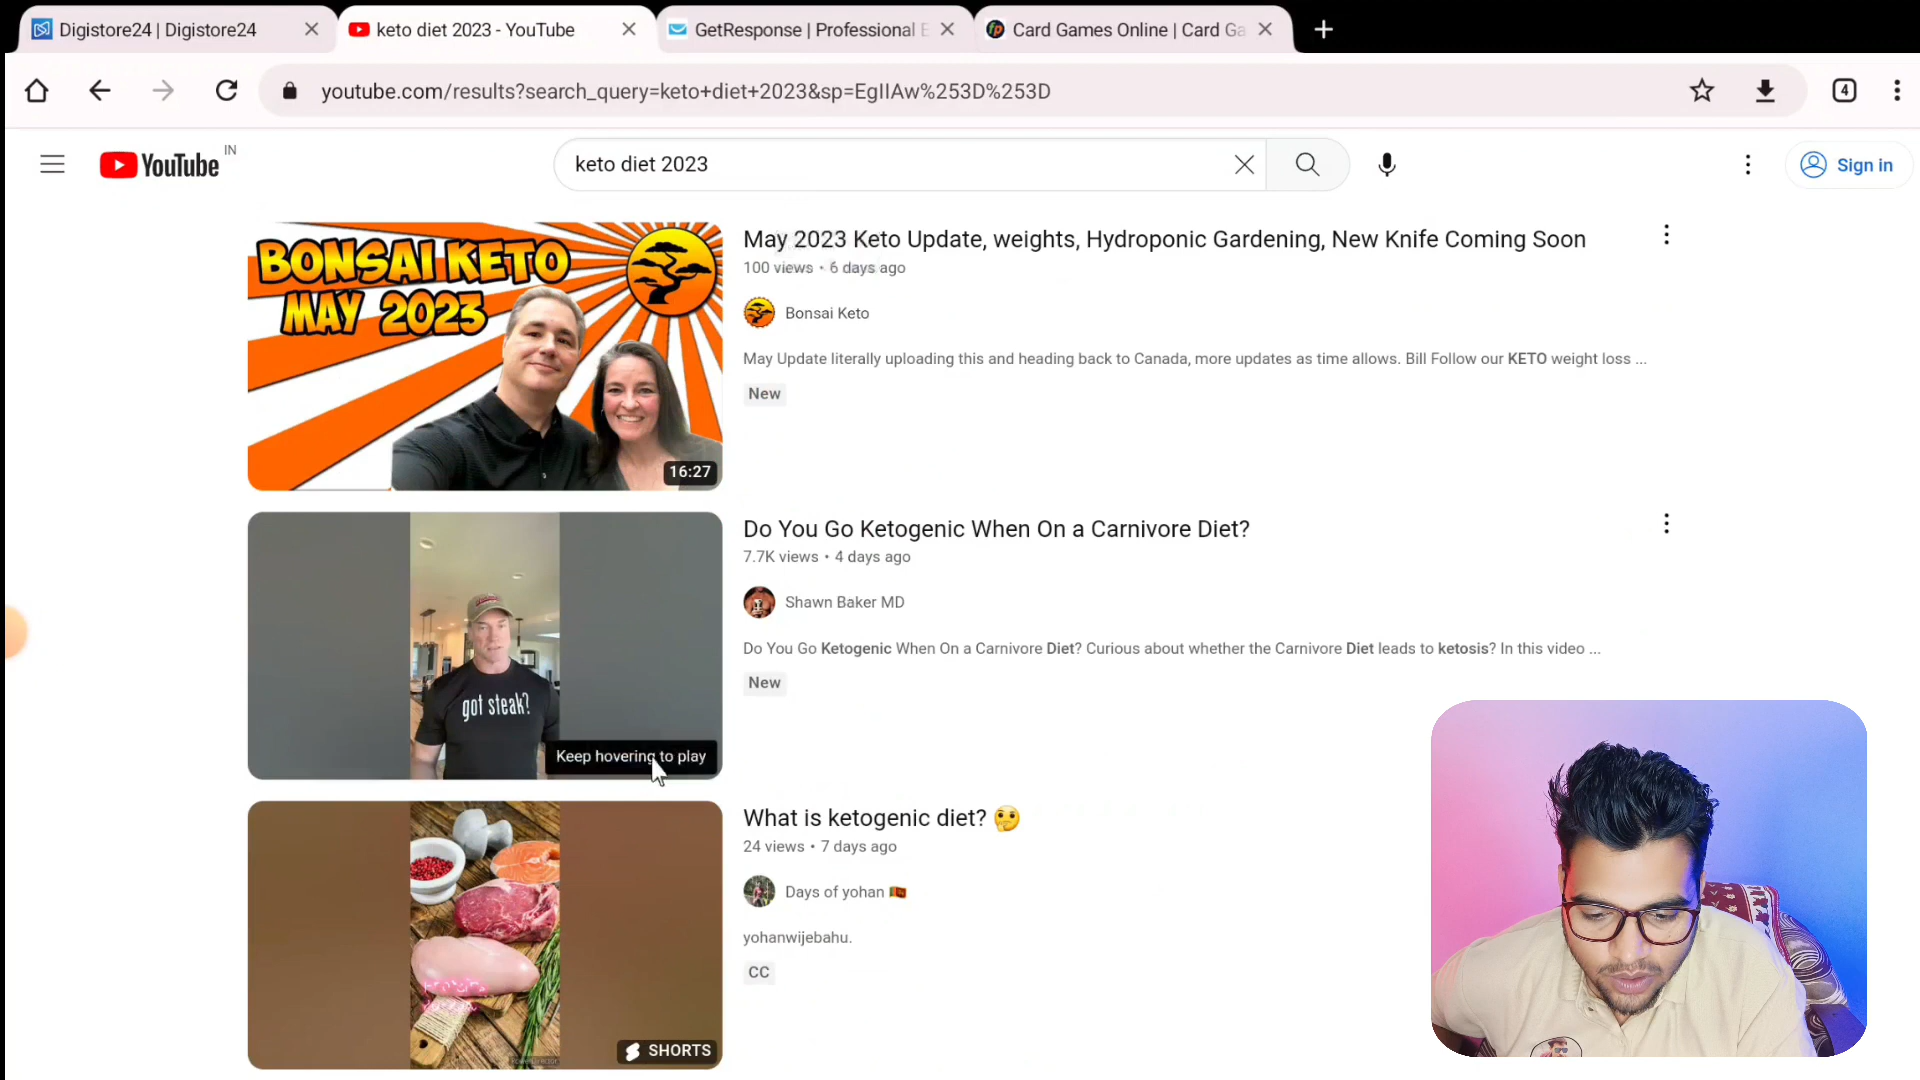 Digistore24 | Digistore24
keto diet 2023 - YouTube
GetResponse | Professional E
Card Games Online | Card Ga
youtube.com/results?search_query=keto+diet+2023&sp=EgIIAw%253D%253D
4
YouTube IN
keto diet 2023
Sign in
BONSAI KETO
MAY 2023
16:27
May 2023 Keto Update, weights, Hydroponic Gardening, New Knife Coming Soon
100 views • 6 days ago
Bonsai Keto
May Update literally uploading this and heading back to Canada, more updates as time allows. Bill Follow our KETO weight loss ...
New
got steak?
Keep hovering to play
Do You Go Ketogenic When On a Carnivore Diet?
7.7K views • 4 days ago
Shawn Baker MD
Do You Go Ketogenic When On a Carnivore Diet? Curious about whether the Carnivore Diet leads to ketosis? In this video ...
New
SHORTS
What is ketogenic diet? 🤔
24 views • 7 days ago
Days of yohan 🇱🇰
yohanwijebahu.
CC